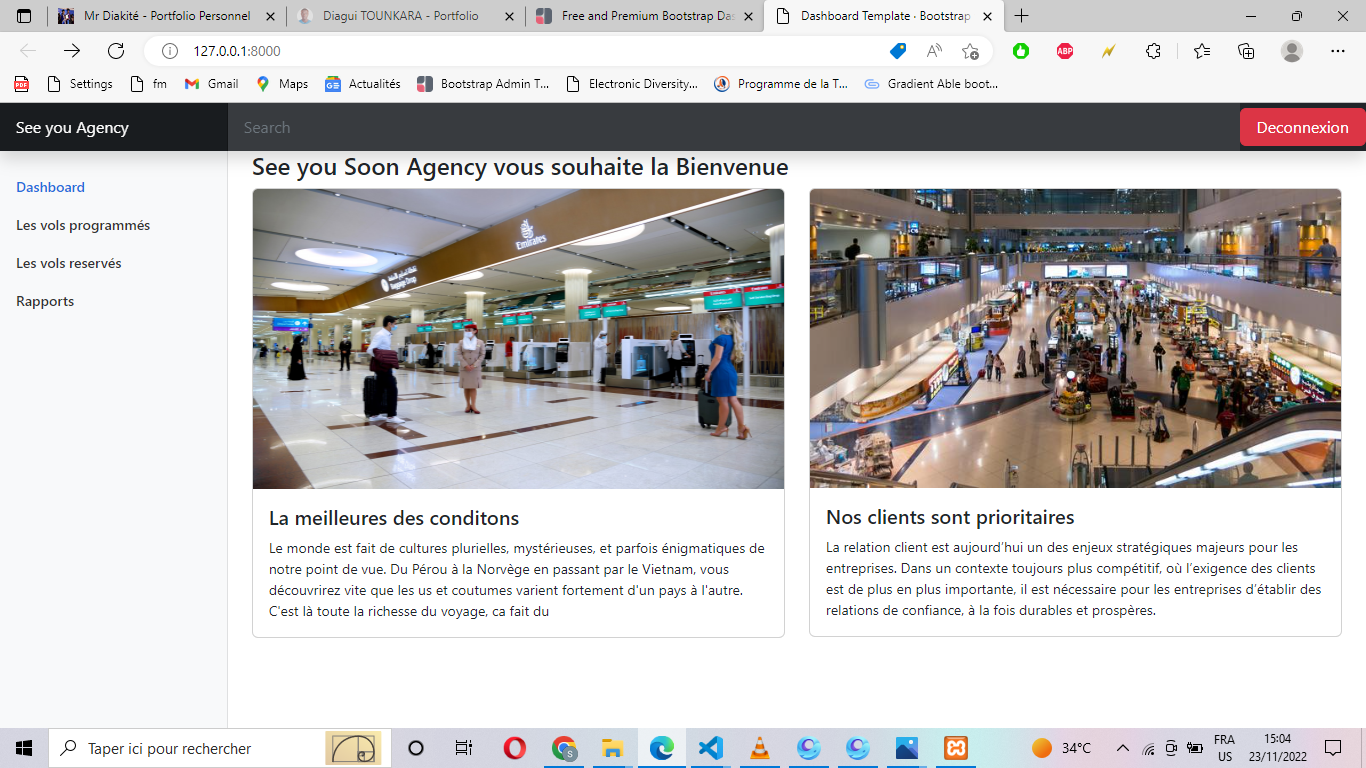 Mr Diakité - Portfolio Personnel
Diagui TOUNKARA - Portfolio
Free and Premium Bootstrap Das
Dashboard Template · Bootstrap
127.0.0.1:8000
ABP
PDF
Settings
fm
Gmail
Maps
Actualités
Bootstrap Admin T...
Electronic Diversity...
Programme de la T...
Gradient Able boot...
See you Agency
Search
Deconnexion
See you Soon Agency vous souhaite la Bienvenue
Dashboard
Les vols programmés
Les vols reservés
Rapports
Emirates
Baggage Drop
La meilleures des conditons
Le monde est fait de cultures plurielles, mystérieuses, et parfois énigmatiques de
notre point de vue. Du Pérou à la Norvège en passant par le Vietnam, vous
découvrirez vite que les us et coutumes varient fortement d'un pays à l'autre.
C'est là toute la richesse du voyage, ca fait du
Nos clients sont prioritaires
La relation client est aujourd’hui un des enjeux stratégiques majeurs pour les
entreprises. Dans un contexte toujours plus compétitif, où l’exigence des clients
est de plus en plus importante, il est nécessaire pour les entreprises d’établir des
relations de confiance, à la fois durables et prospères.
Taper ici pour rechercher
S
34°C
FRA
US
15:04
23/11/2022